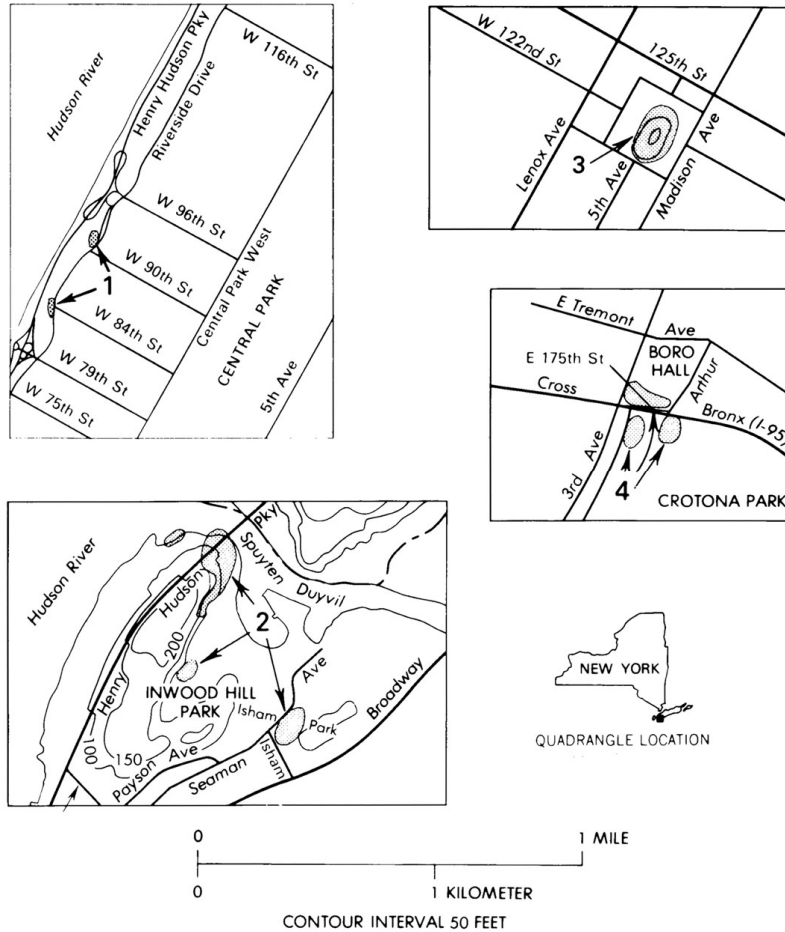 Hudson River
Henry Hudson Pky
Riverside Drive
W 116th St
W 96th St
W 90th St
1
W 84th St
W 79th St
W 75th St
Central Park West
CENTRAL PARK
5th Ave
W 122nd St
125th St
Lenox Ave
3
5th Ave
Madison Ave
E Tremont Ave
BORO
HALL
E 175th St
Arthur
Cross Bronx (I-95)
3rd Ave
4
CROTONA PARK
Hudson River
Henry Hudson Pky
Spuyten Duyvil
200
2
INWOOD HILL
PARK
Isham Park
100
150
Payson Ave
Seaman Ave
Isham
Broadway
NEW YORK
QUADRANGLE LOCATION
0 1 MILE
0 1 KILOMETER
CONTOUR INTERVAL 50 FEET